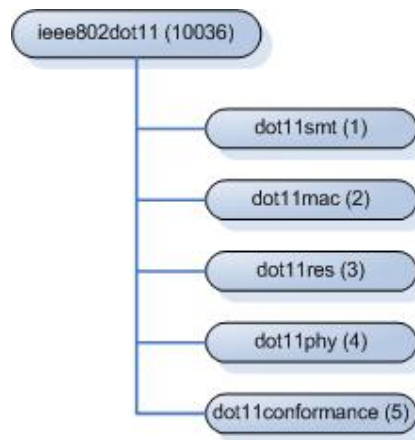 ieee802dot11 (10036)
dot11smt (1)
dot11mac (2)
dot11res (3)
dot11phy (4)
dot11conformance (5)